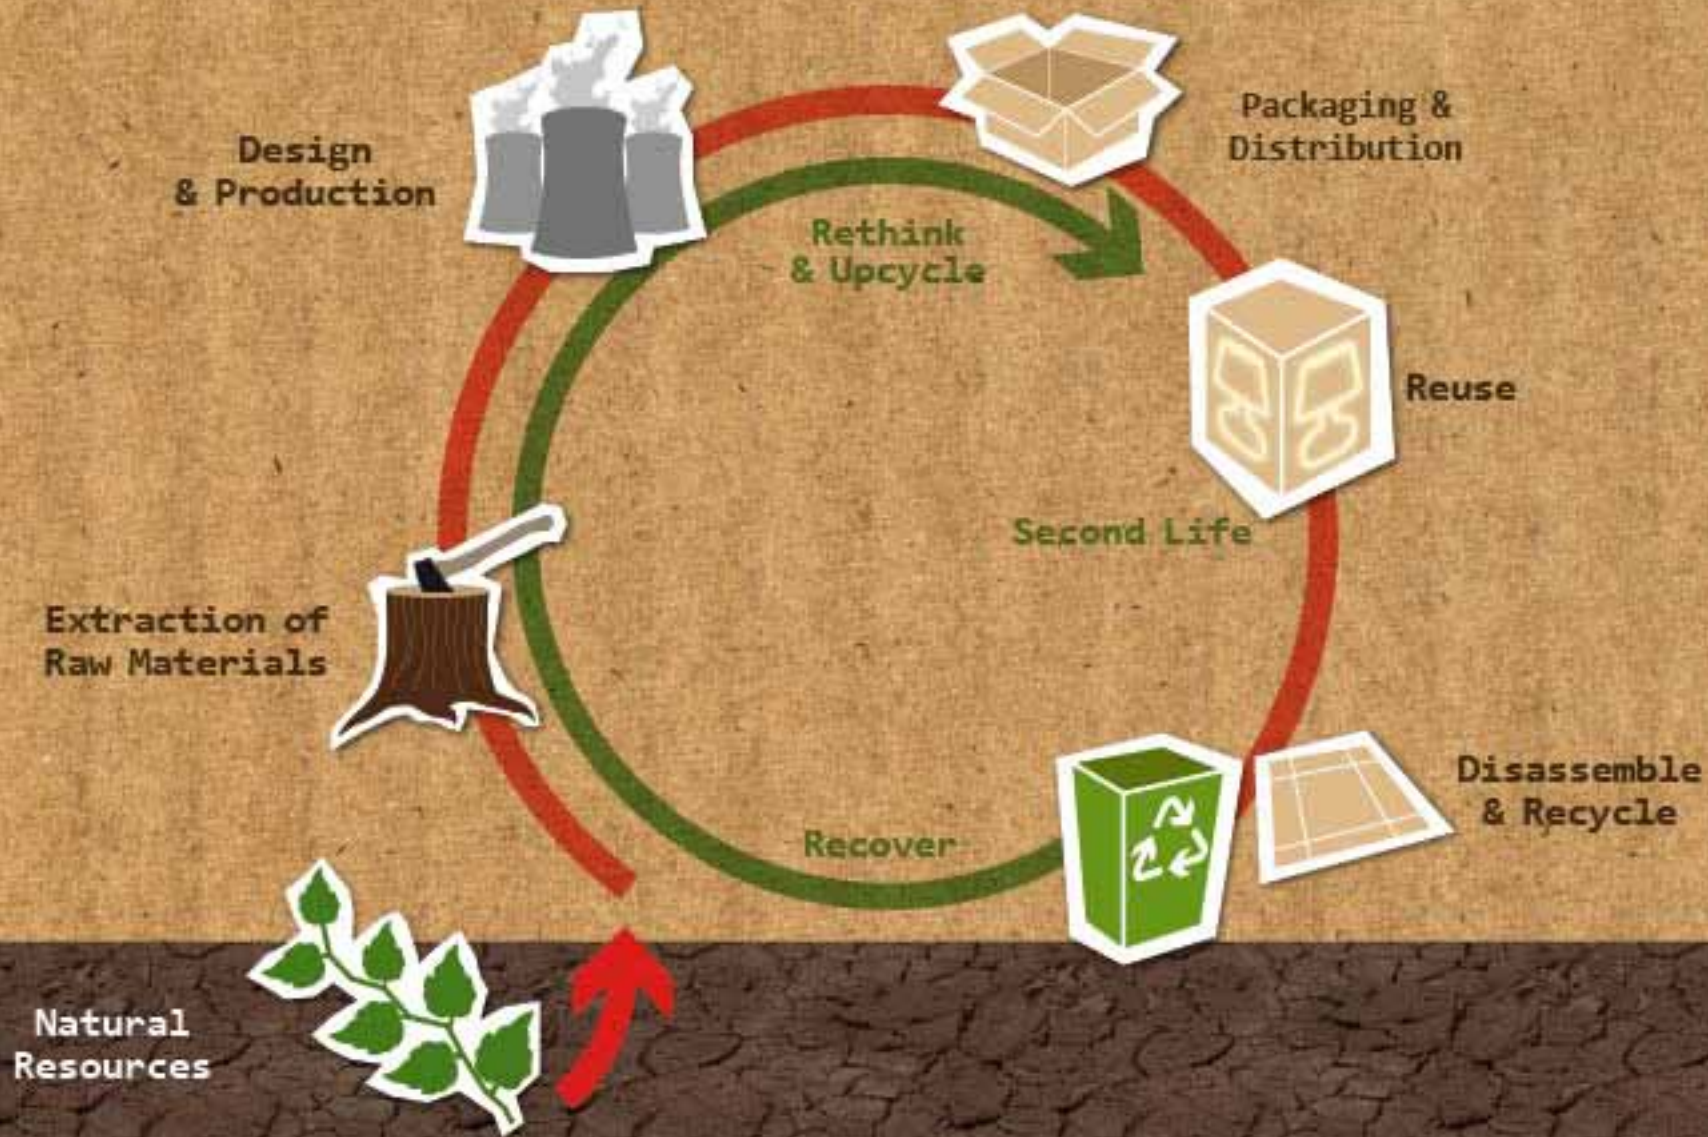 Design
& Production
Packaging &
Distribution
Rethink
& Upcycle
Reuse
Second Life
Extraction of
Raw Materials
Disassemble
& Recycle
Recover
Natural
Resources